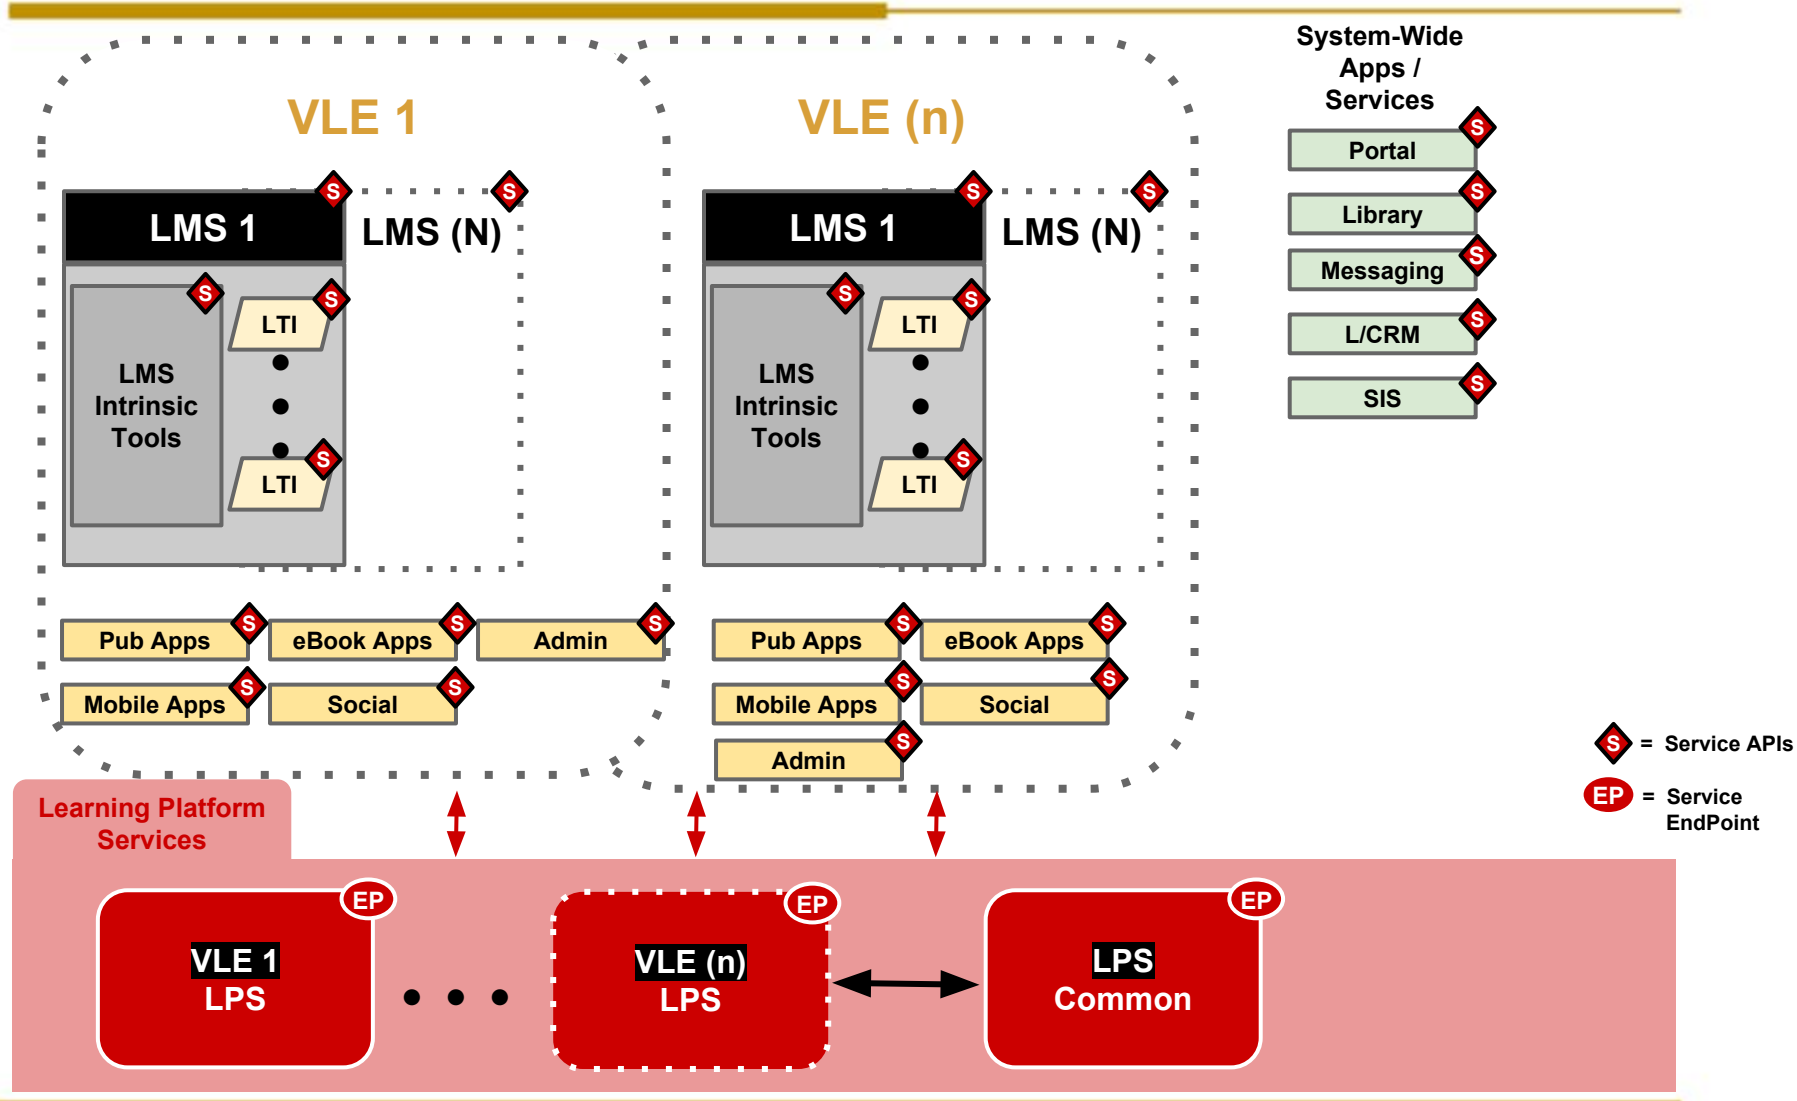 System-Wide
Apps /
Services
VLE 1
VLE (n)
S
Portal
S
Library
S
Messaging
S
L/CRM
S
SIS
S
S
LMS 1
S
LMS (N)
S
LMS
Intrinsic
Tools
S
LTI
S
LTI
S
LMS 1
S
LMS (N)
S
LMS
Intrinsic
Tools
S
LTI
S
LTI
Pub Apps
S
eBook Apps
S
Admin
S
Mobile Apps
S
Social
S
Pub Apps
S
eBook Apps
S
Mobile Apps
S
Social
S
Admin
S
S = Service APIs
EP = Service
EndPoint
Learning Platform
Services
EP
VLE 1
LPS
EP
VLE (n)
LPS
EP
LPS
Common